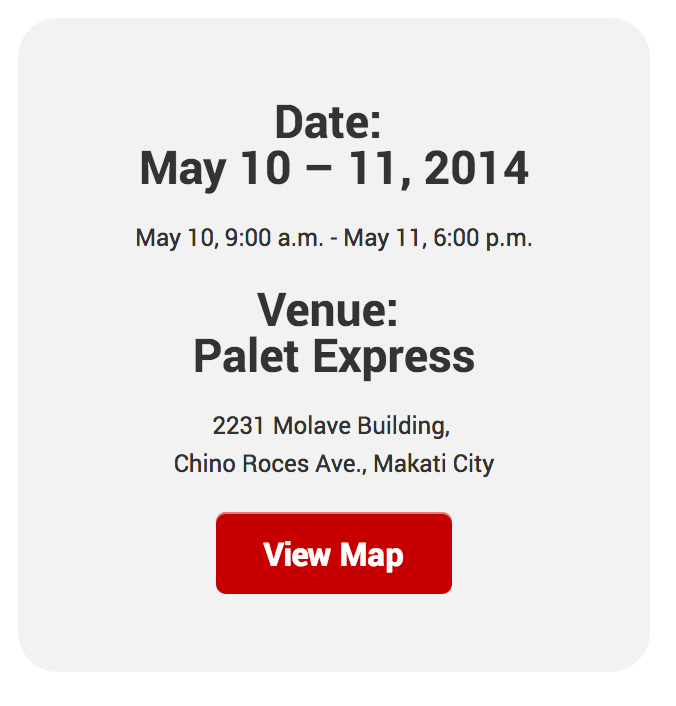 Date:
May 10 – 11, 2014
May 10, 9:00 a.m. - May 11, 6:00 p.m.
Venue:
Palet Express
2231 Molave Building,
Chino Roces Ave., Makati City
View Map